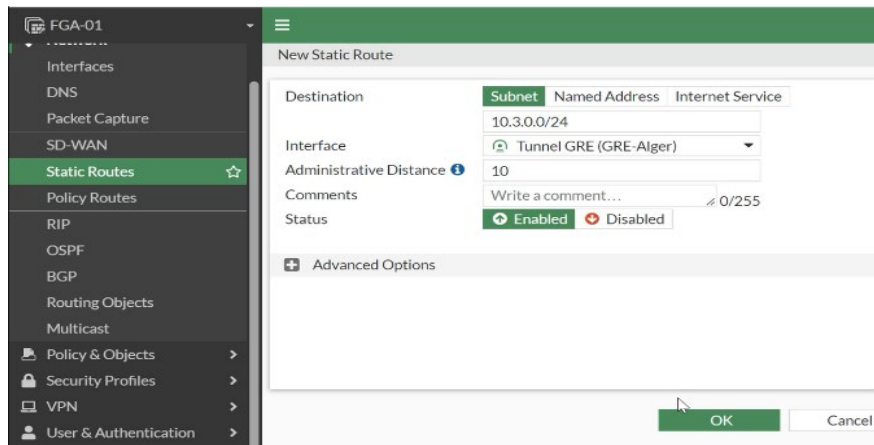 FGA-01
Interfaces
DNS
Packet Capture
SD-WAN
Static Routes
Policy Routes
RIP
OSPF
BGP
Routing Objects
Multicast
Policy & Objects
Security Profiles
VPN
User & Authentication
New Static Route
Destination Subnet Named Address Internet Service
10.3.0.0/24
Interface Tunnel GRE (GRE-Alger)
Administrative Distance 10
Comments Write a comment... 0/255
Status Enabled Disabled
Advanced Options
OK Cancel